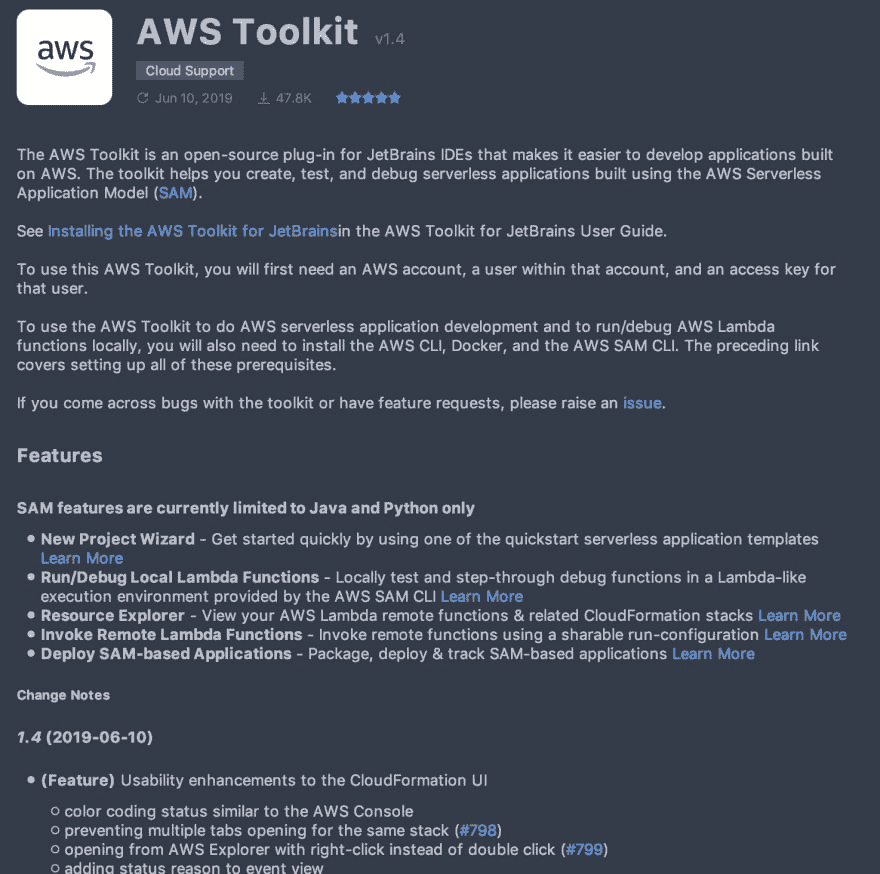 aws
AWS Toolkit v1.4
Cloud Support
Jun 10, 2019 47.8K
The AWS Toolkit is an open-source plug-in for JetBrains IDEs that makes it easier to develop applications built
on AWS. The toolkit helps you create, test, and debug serverless applications built using the AWS Serverless
Application Model (SAM).
See Installing the AWS Toolkit for JetBrainsin the AWS Toolkit for JetBrains User Guide.
To use this AWS Toolkit, you will first need an AWS account, a user within that account, and an access key for
that user.
To use the AWS Toolkit to do AWS serverless application development and to run/debug AWS Lambda
functions locally, you will also need to install the AWS CLI, Docker, and the AWS SAM CLI. The preceding link
covers setting up all of these prerequisites.
If you come across bugs with the toolkit or have feature requests, please raise an issue.
Features
SAM features are currently limited to Java and Python only
• New Project Wizard - Get started quickly by using one of the quickstart serverless application templates
Learn More
• Run/Debug Local Lambda Functions - Locally test and step-through debug functions in a Lambda-like
execution environment provided by the AWS SAM CLI Learn More
• Resource Explorer - View your AWS Lambda remote functions & related CloudFormation stacks Learn More
• Invoke Remote Lambda Functions - Invoke remote functions using a sharable run-configuration Learn More
• Deploy SAM-based Applications - Package, deploy & track SAM-based applications Learn More
Change Notes
1.4 (2019-06-10)
• (Feature) Usability enhancements to the CloudFormation UI
○ color coding status similar to the AWS Console
○ preventing multiple tabs opening for the same stack (#798)
○ opening from AWS Explorer with right-click instead of double click (#799)
○ adding status reason to event view